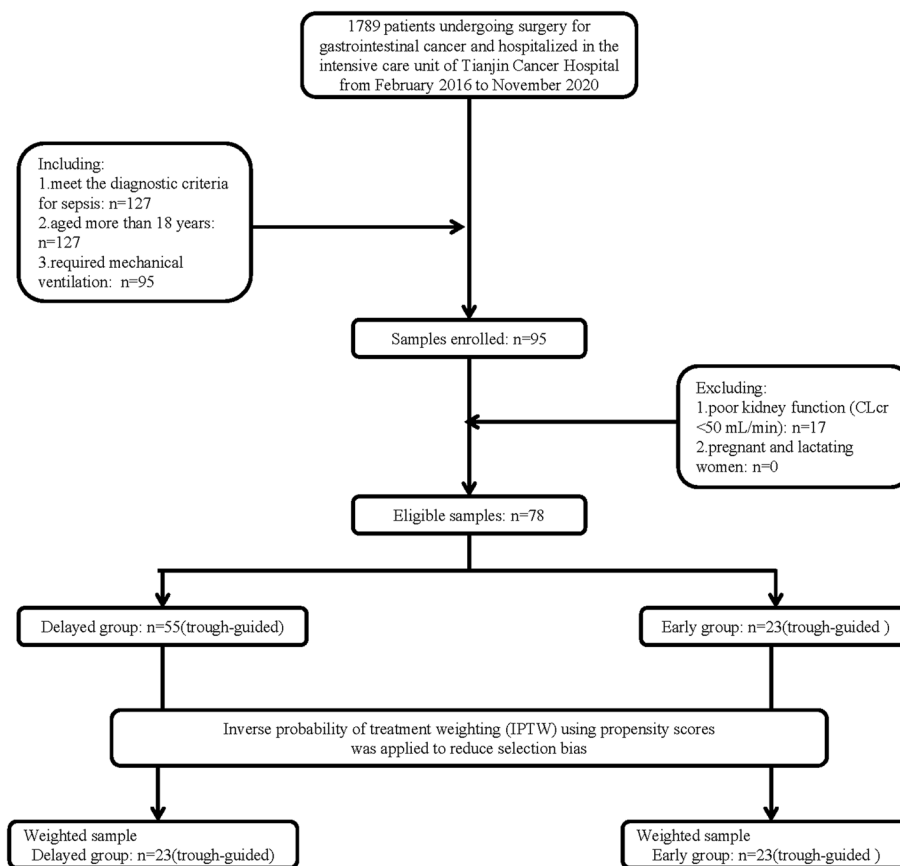 1789 patients undergoing surgery for
gastrointestinal cancer and hospitalized in the
intensive care unit of Tianjin Cancer Hospital
from February 2016 to November 2020
Including:
1.meet the diagnostic criteria
for sepsis: n=127
2.aged more than 18 years:
n=127
3.required mechanical
ventilation: n=95
Samples enrolled: n=95
Excluding:
1.poor kidney function (CLcr
<50 mL/min): n=17
2.pregnant and lactating
women: n=0
Eligible samples: n=78
Delayed group: n=55(trough-guided)
Early group: n=23(trough-guided )
Inverse probability of treatment weighting (IPTW) using propensity scores
was applied to reduce selection bias
Weighted sample
Delayed group: n=23(trough-guided)
Weighted sample
Early group: n=23(trough-guided )